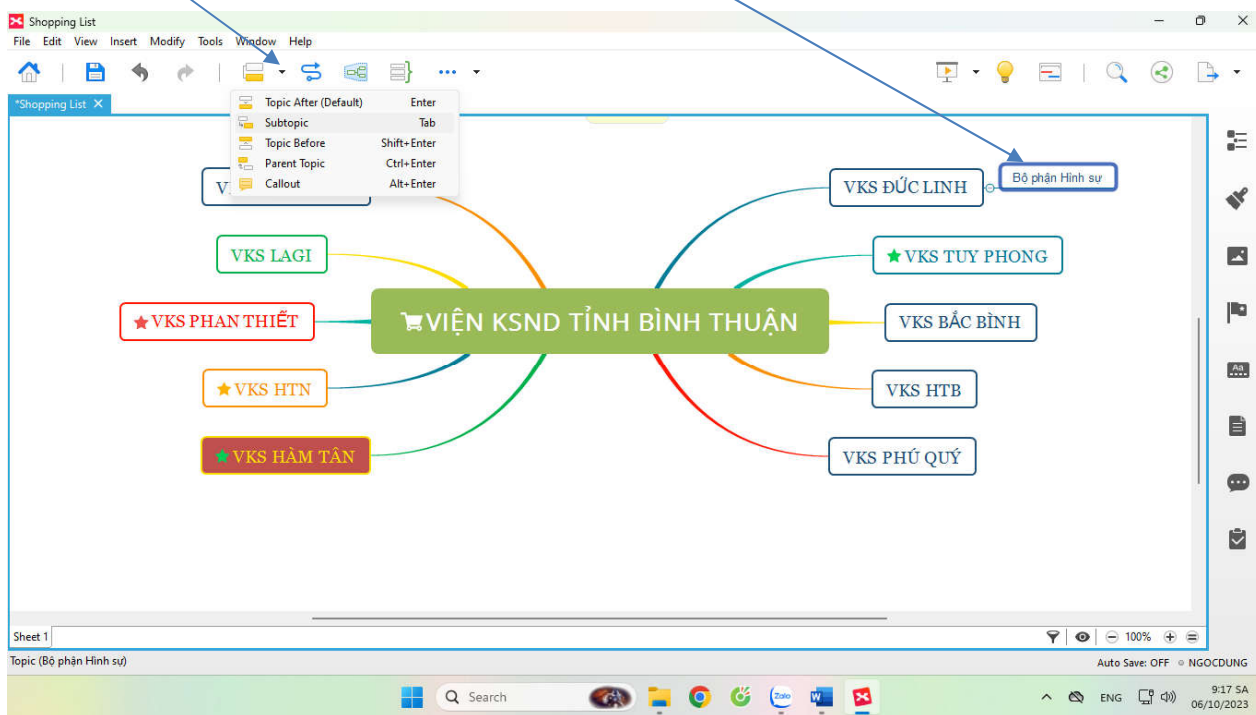 Shopping List
File Edit View Insert Modify Tools Window Help
*Shopping List
Topic After (Default) Enter
Subtopic Tab
Topic Before Shift+Enter
Parent Topic Ctrl+Enter
Callout Alt+Enter
VKS ĐỨC LINH
Bộ phận Hình sự
VKS LAGI
VKS TUY PHONG
VKS PHAN THIẾT
VIỆN KSND TỈNH BÌNH THUẬN
VKS BẮC BÌNH
VKS HTN
VKS HTB
VKS HÀM TÂN
VKS PHÚ QUÝ
Aa
Sheet 1
100%
Topic (Bộ phận Hình sự)
Auto Save: OFF
NGOCDUNG
Search
Zalo
W
ENG
9:17 SA
06/10/2023